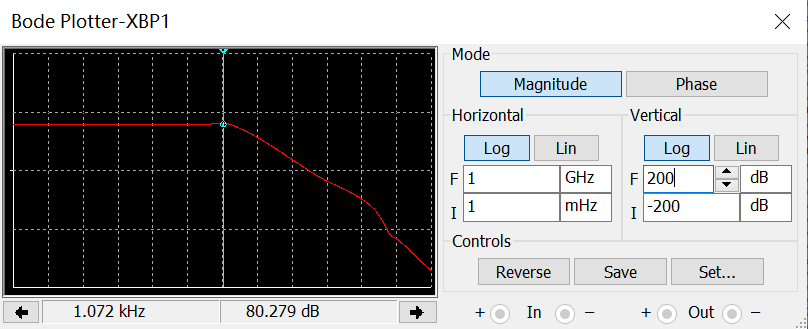 Bode Plotter-XBP1
Mode
Magnitude Phase
Horizontal Vertical
Log Lin Log Lin
F 1 GHz F 200 dB
I 1 mHz I -200 dB
Controls
Reverse Save Set...
1.072 kHz 80.279 dB + In − + Out −